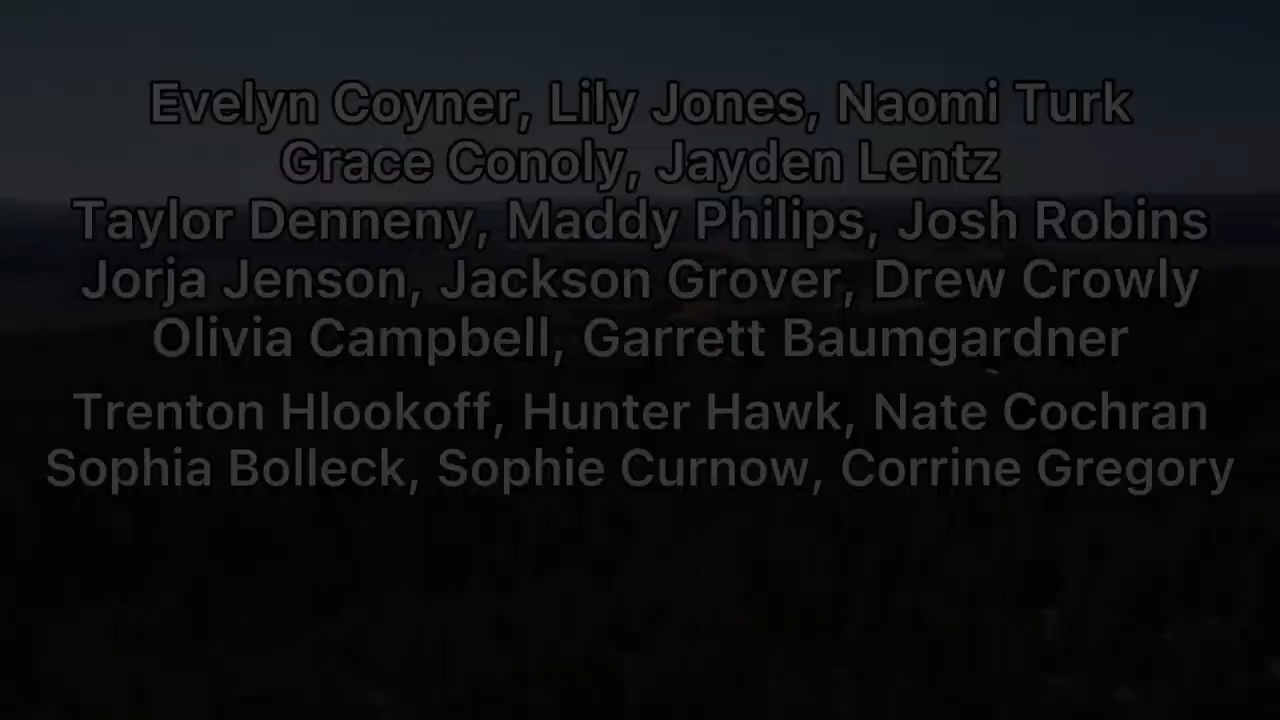 Evelyn Coyner, Lily Jones, Naomi Turk
Grace Conoly, Jayden Lentz
Taylor Denneny, Maddy Philips, Josh Robins
Jorja Jenson, Jackson Grover, Drew Crowly
Olivia Campbell, Garrett Baumgardner
Trenton Hlookoff, Hunter Hawk, Nate Cochran
Sophia Bolleck, Sophie Curnow, Corrine Gregory